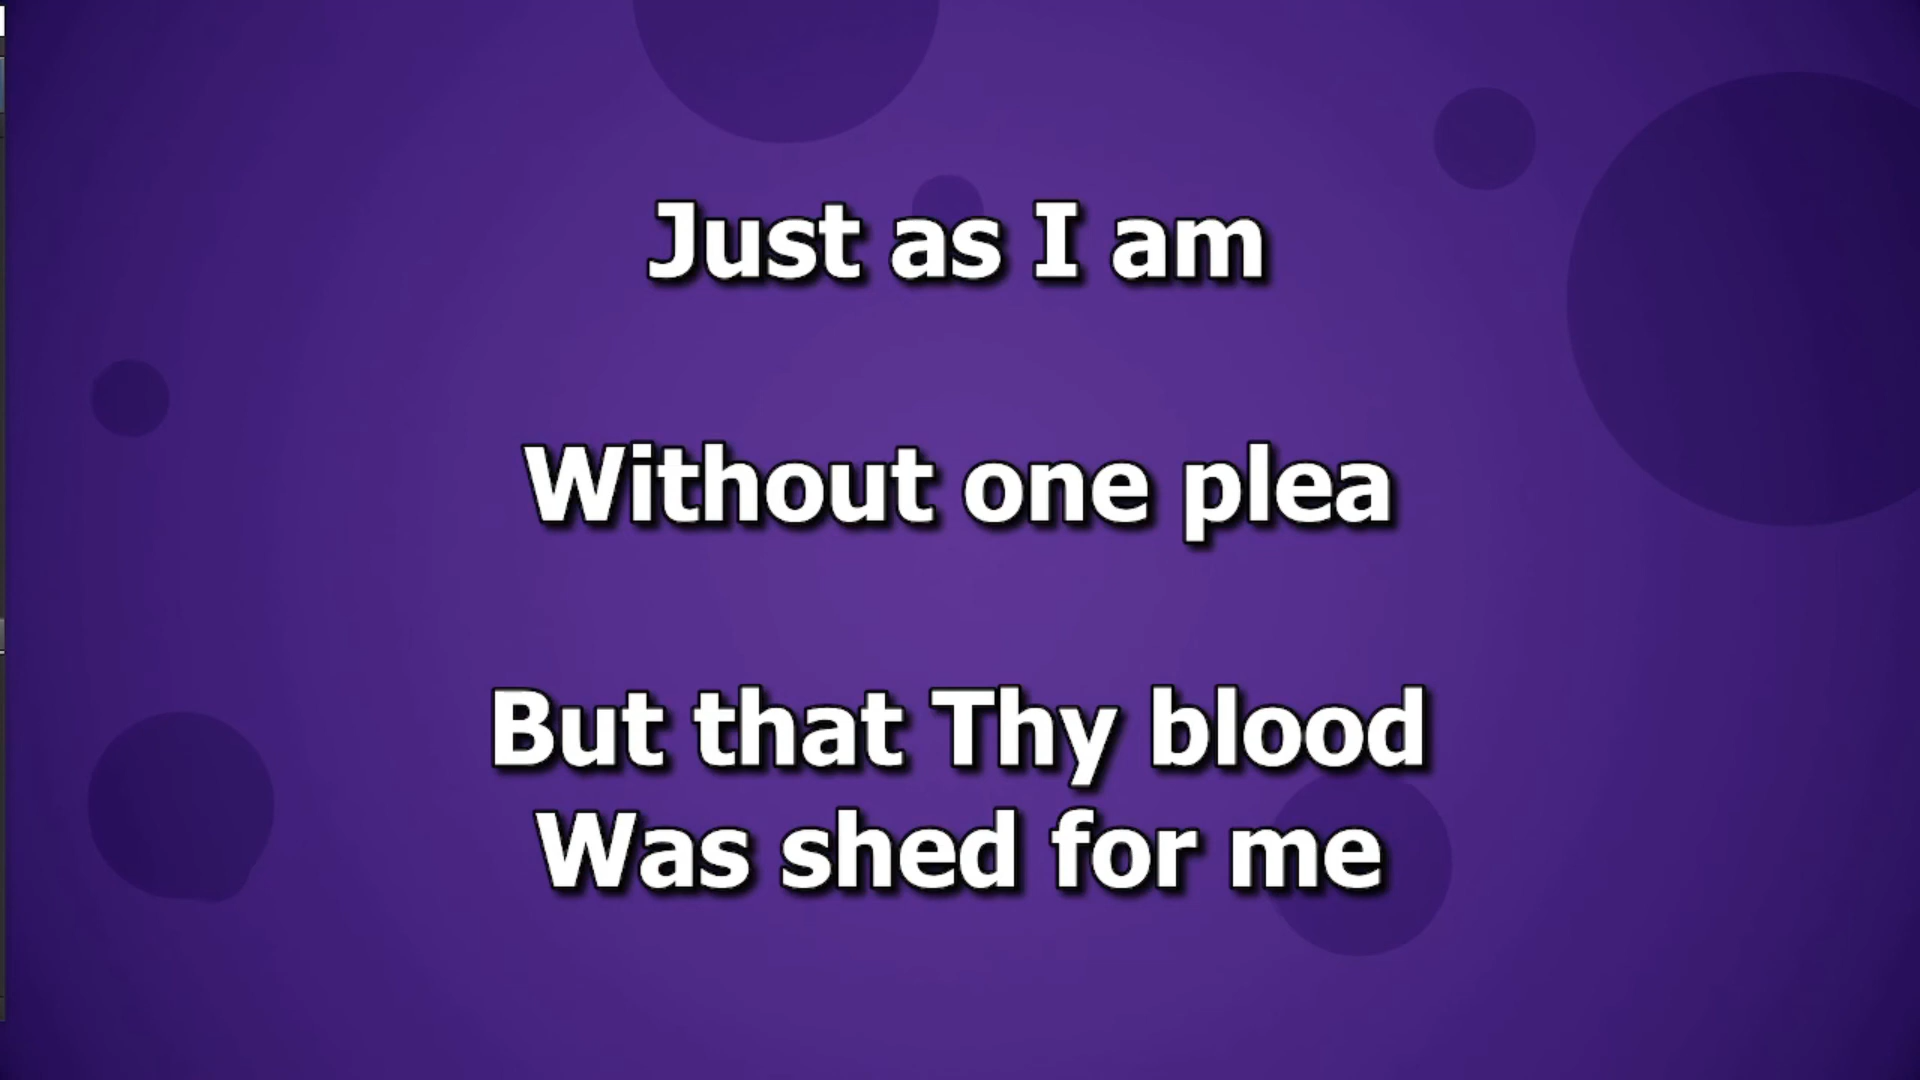 Just as I am
Without one plea
But that Thy blood
Was shed for me